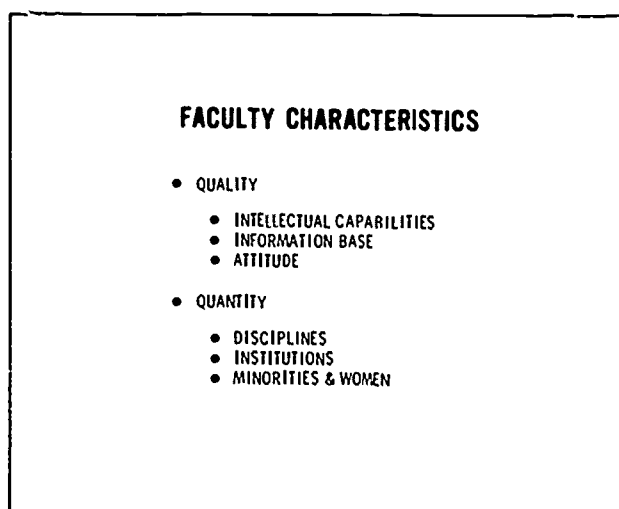 FACULTY CHARACTERISTICS
• QUALITY
• INTELLECTUAL CAPABILITIES
• INFORMATION BASE
• ATTITUDE
• QUANTITY
• DISCIPLINES
• INSTITUTIONS
• MINORITIES & WOMEN